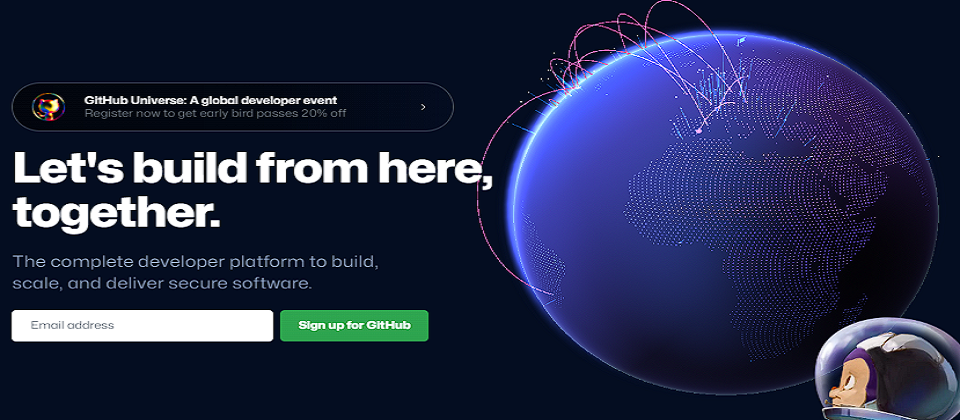 GitHub Universe: A global developer event
Register now to get early bird passes 20% off
Let's build from here,
together.
The complete developer platform to build,
scale, and deliver secure software.
Email address
Sign up for GitHub